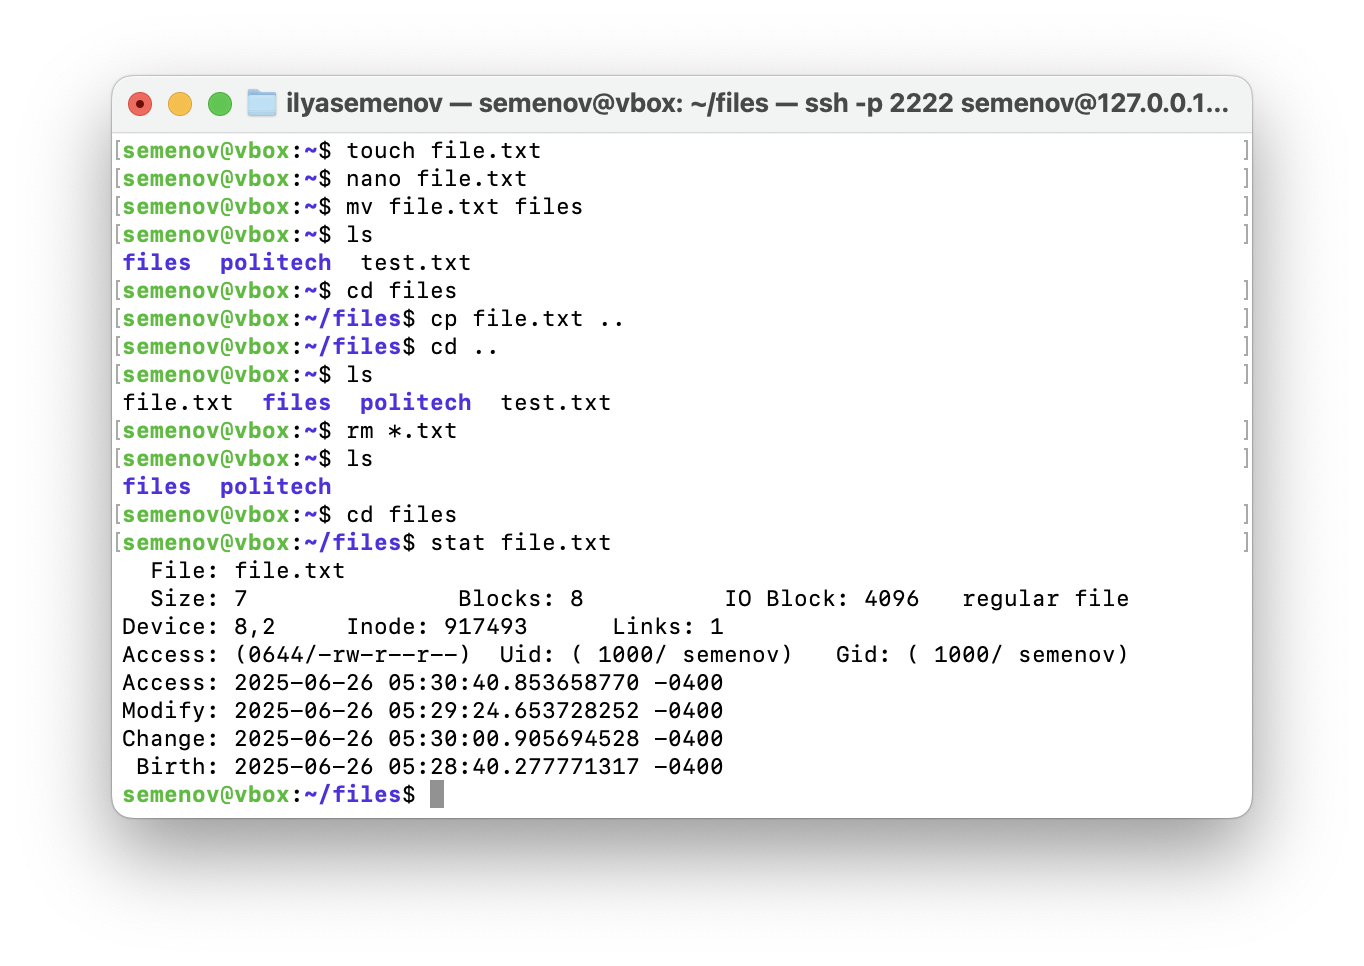 ilyasemenov — semenov@vbox: ~/files — ssh -p 2222 semenov@127.0.0.1...
[semenov@vbox:~$ touch file.txt ]
[semenov@vbox:~$ nano file.txt ]
[semenov@vbox:~$ mv file.txt files ]
[semenov@vbox:~$ ls ]
files  politech  test.txt
[semenov@vbox:~$ cd files ]
[semenov@vbox:~/files$ cp file.txt .. ]
[semenov@vbox:~/files$ cd .. ]
[semenov@vbox:~$ ls ]
file.txt  files  politech  test.txt
[semenov@vbox:~$ rm *.txt ]
[semenov@vbox:~$ ls ]
files  politech
[semenov@vbox:~$ cd files ]
[semenov@vbox:~/files$ stat file.txt ]
  File: file.txt
  Size: 7               Blocks: 8          IO Block: 4096   regular file
Device: 8,2     Inode: 917493      Links: 1
Access: (0644/-rw-r--r--)  Uid: ( 1000/ semenov)   Gid: ( 1000/ semenov)
Access: 2025-06-26 05:30:40.853658770 -0400
Modify: 2025-06-26 05:29:24.653728252 -0400
Change: 2025-06-26 05:30:00.905694528 -0400
 Birth: 2025-06-26 05:28:40.277771317 -0400
semenov@vbox:~/files$